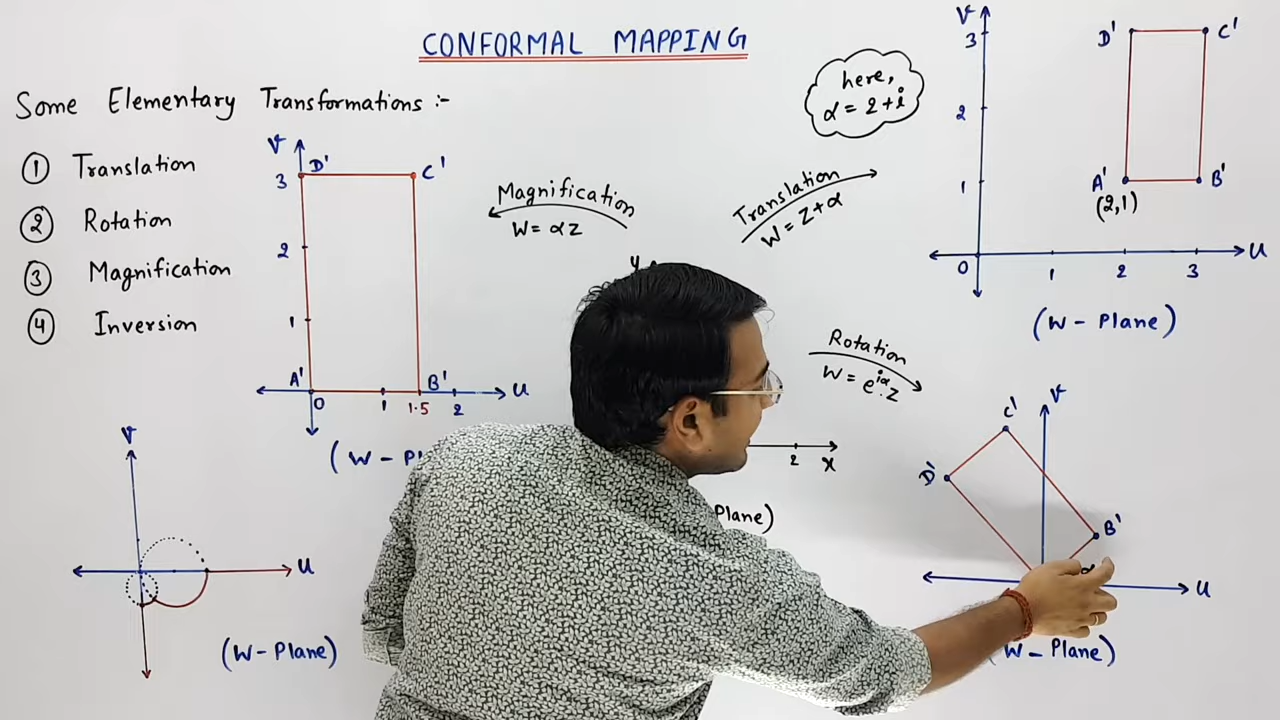 CONFORMAL MAPPING
Some Elementary Transformations :-
① Translation
② Rotation
③ Magnification
④ Inversion
V
D' C'
3
2
1
A' B'
0 1 1.5 2 U
Magnification
W = αz
Translation
W = Z + α
here,
α = 2 + i
V
3 D' C'
2
1 A' B'
(2,1)
0 1 2 3 U
(W - Plane)
Rotation
W = e^{iα}.z
y
2 x
Plane)
V
C'
D'
B'
α
U
W - Plane)
V
U
(W - Plane)